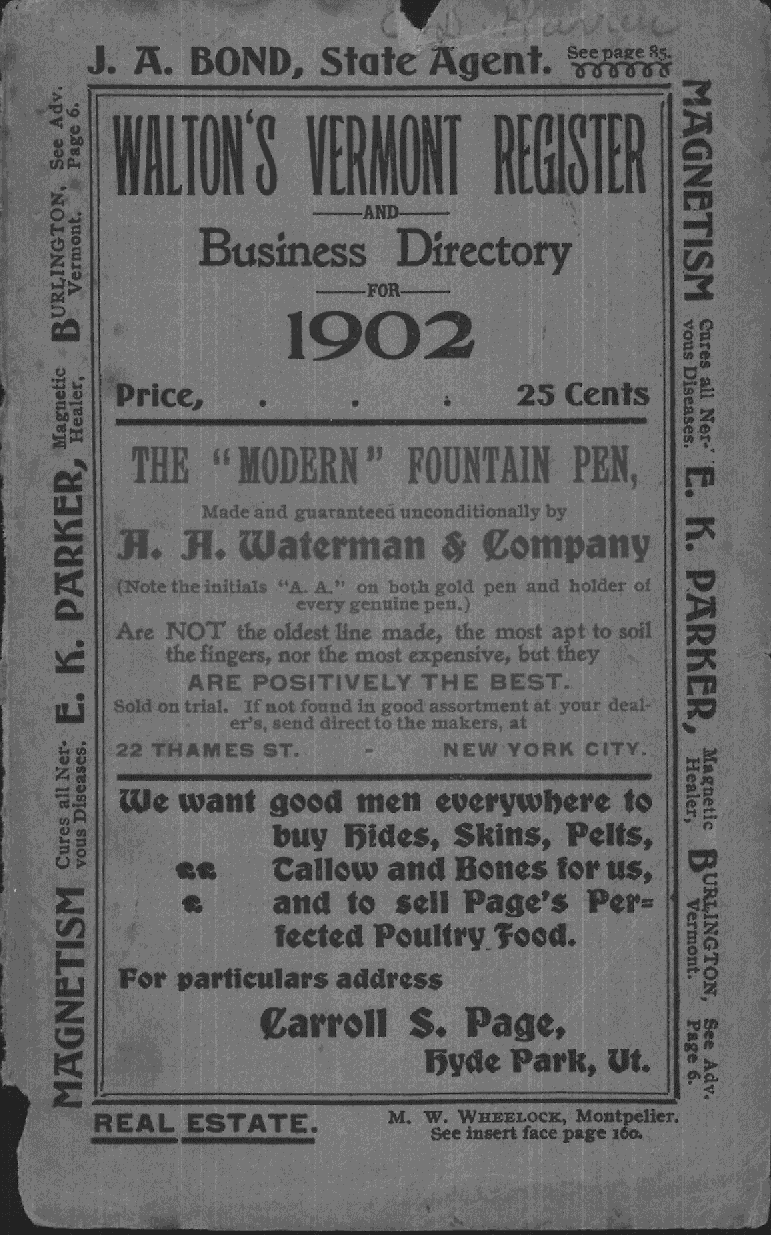 J. A. BOND, State Agent. See page 85.
WALTON'S VERMONT REGISTER
AND
Business Directory
FOR
1902
Price, . . . 25 Cents
THE "MODERN" FOUNTAIN PEN,
Made and guaranteed unconditionally by
A. A. Waterman & Company
(Note the initials "A. A." on both gold pen and holder of
every genuine pen.)
Are NOT the oldest line made, the most apt to soil
the fingers, nor the most expensive, but they
ARE POSITIVELY THE BEST.
Sold on trial. If not found in good assortment at your deal-
er's, send direct to the makers, at
22 THAMES ST. - NEW YORK CITY.
We want good men everywhere to
buy Hides, Skins, Pelts,
Tallow and Bones for us,
and to sell Page's Per=
fected Poultry Food.
For particulars address
Carroll S. Page,
Hyde Park, Vt.
REAL ESTATE. M. W. WHEELOCK, Montpelier.
See insert face page 160.
MAGNETISM Cures all Ner-
vous Diseases. E. K. PARKER, Magnetic
Healer, BURLINGTON, See Adv.
Vermont. Page 6.
MAGNETISM Cures all Ner-
vous Diseases. E. K. PARKER, Magnetic
Healer, BURLINGTON, See Adv.
Vermont. Page 6.